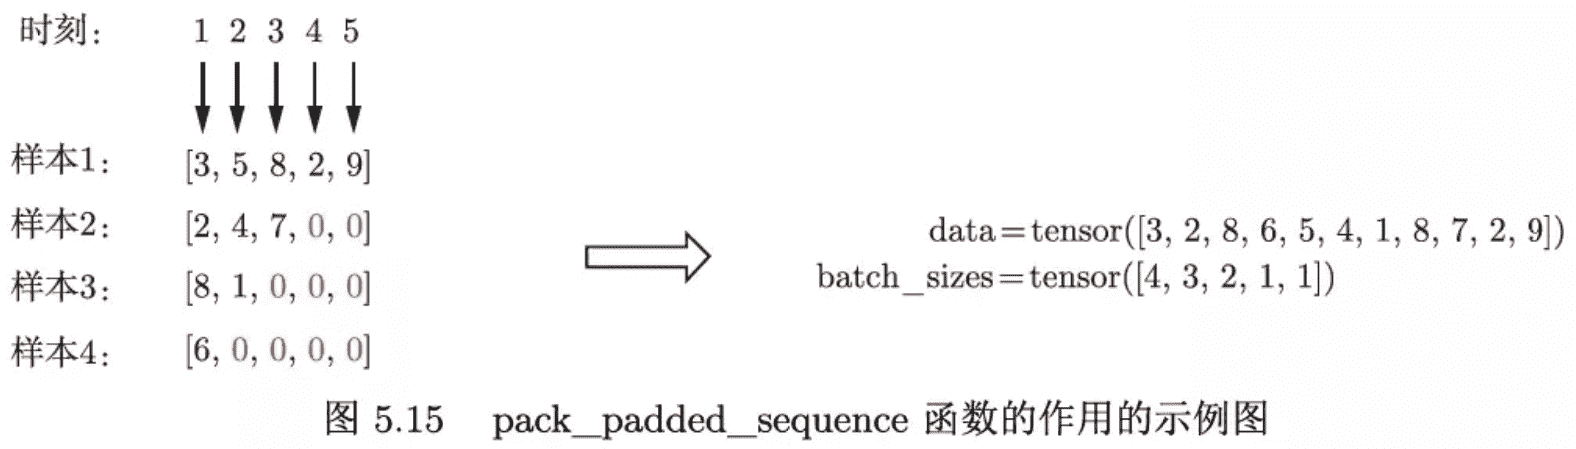 时刻： 1 2 3 4 5
样本1： [3, 5, 8, 2, 9]
样本2： [2, 4, 7, 0, 0]
样本3： [8, 1, 0, 0, 0]
样本4： [6, 0, 0, 0, 0]
data=tensor([3, 2, 8, 6, 5, 4, 1, 8, 7, 2, 9])
batch_sizes=tensor([4, 3, 2, 1, 1])
图 5.15 pack_padded_sequence 函数的作用的示例图